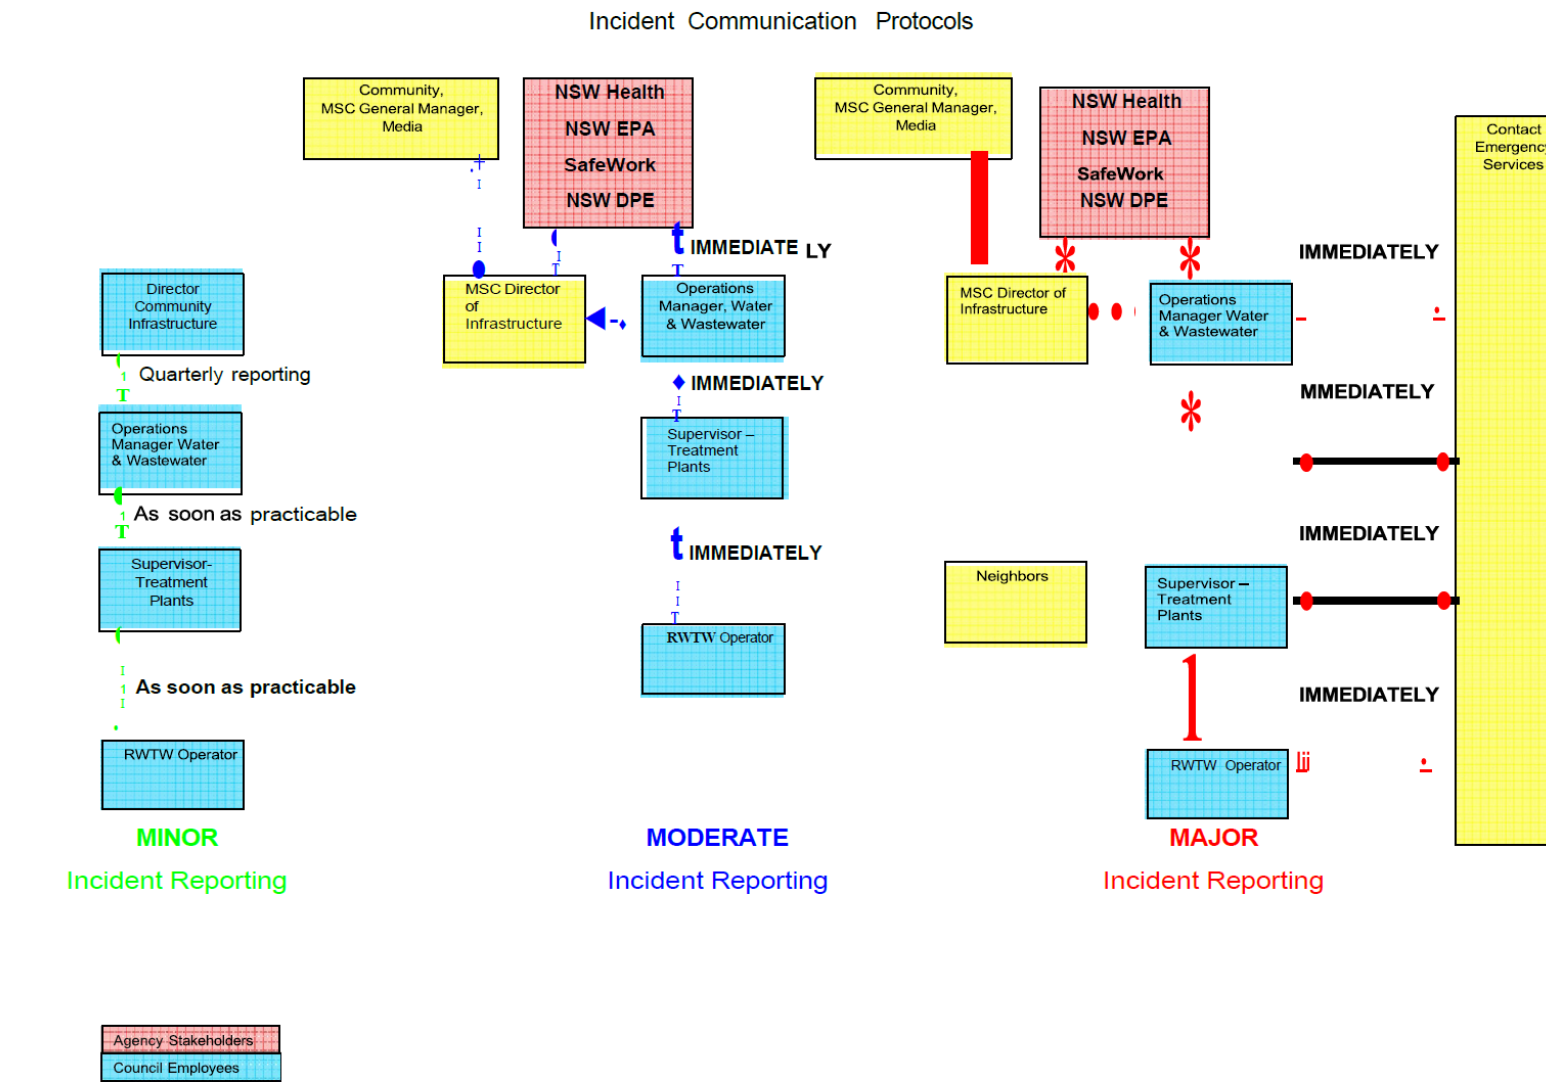 Incident Communication Protocols
Community,
MSC General Manager,
Media
NSW Health
NSW EPA
SafeWork
NSW DPE
Community,
MSC General Manager,
Media
NSW Health
NSW EPA
SafeWork
NSW DPE
Contact
Emergency
Services
IMMEDIATE LY
IMMEDIATELY
Director
Community
Infrastructure
MSC Director
of
Infrastructure
Operations
Manager, Water
& Wastewater
MSC Director of
Infrastructure
Operations
Manager Water
& Wastewater
Quarterly reporting
IMMEDIATELY
MMEDIATELY
Operations
Manager Water
& Wastewater
Supervisor –
Treatment
Plants
As soon as practicable
IMMEDIATELY
IMMEDIATELY
Supervisor-
Treatment
Plants
Neighbors
Supervisor –
Treatment
Plants
RWTW Operator
As soon as practicable
IMMEDIATELY
RWTW Operator
RWTW Operator
MINOR
Incident Reporting
MODERATE
Incident Reporting
MAJOR
Incident Reporting
Agency Stakeholders
Council Employees